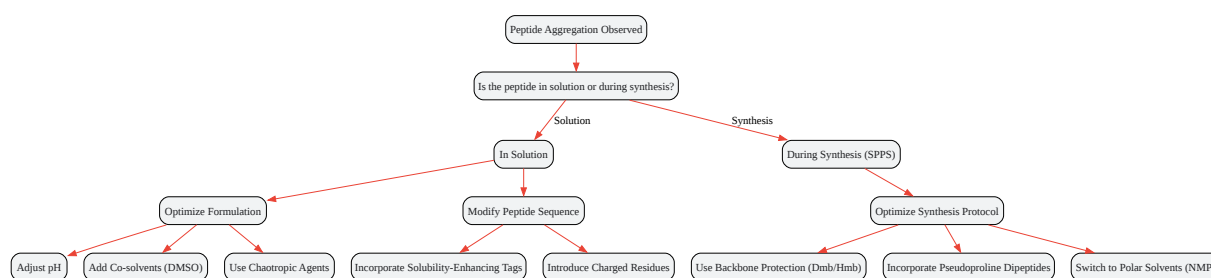 Peptide Aggregation Observed
Is the peptide in solution or during synthesis?
Solution
Synthesis
In Solution
During Synthesis (SPPS)
Optimize Formulation
Modify Peptide Sequence
Optimize Synthesis Protocol
Adjust pH
Add Co-solvents (DMSO)
Use Chaotropic Agents
Incorporate Solubility-Enhancing Tags
Introduce Charged Residues
Use Backbone Protection (Dmb/Hmb)
Incorporate Pseudoproline Dipeptides
Switch to Polar Solvents (NMP